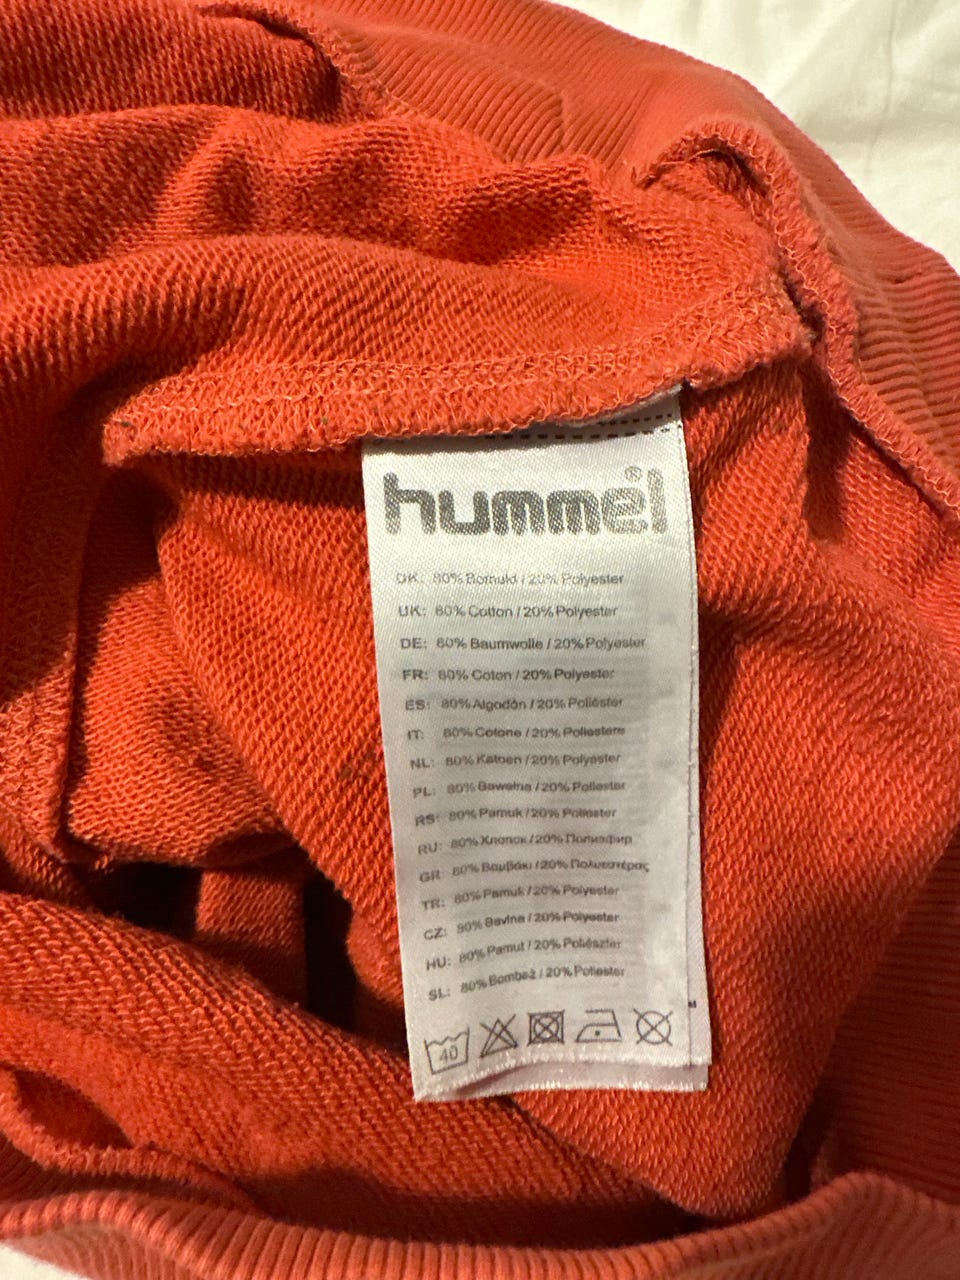 hummel®
DK: 80% Bomuld / 20% Polyester
UK: 80% Cotton / 20% Polyester
DE: 80% Baumwolle / 20% Polyester
FR: 80% Coton / 20% Polyester
ES: 80% Algodón / 20% Poliéster
IT: 80% Cotone / 20% Poliestere
NL: 80% Katoen / 20% Polyester
PL: 80% Bawełna / 20% Poliester
RS: 80% Pamuk / 20% Poliester
RU: 80% Хлопок / 20% Полиэфир
GR: 80% Βαμβάκι / 20% Πολυεστέρας
TR: 80% Pamuk / 20% Polyester
CZ: 80% Bavlna / 20% Polyester
HU: 80% Pamut / 20% Poliészter
SL: 80% Bombaž / 20% Poliester
40